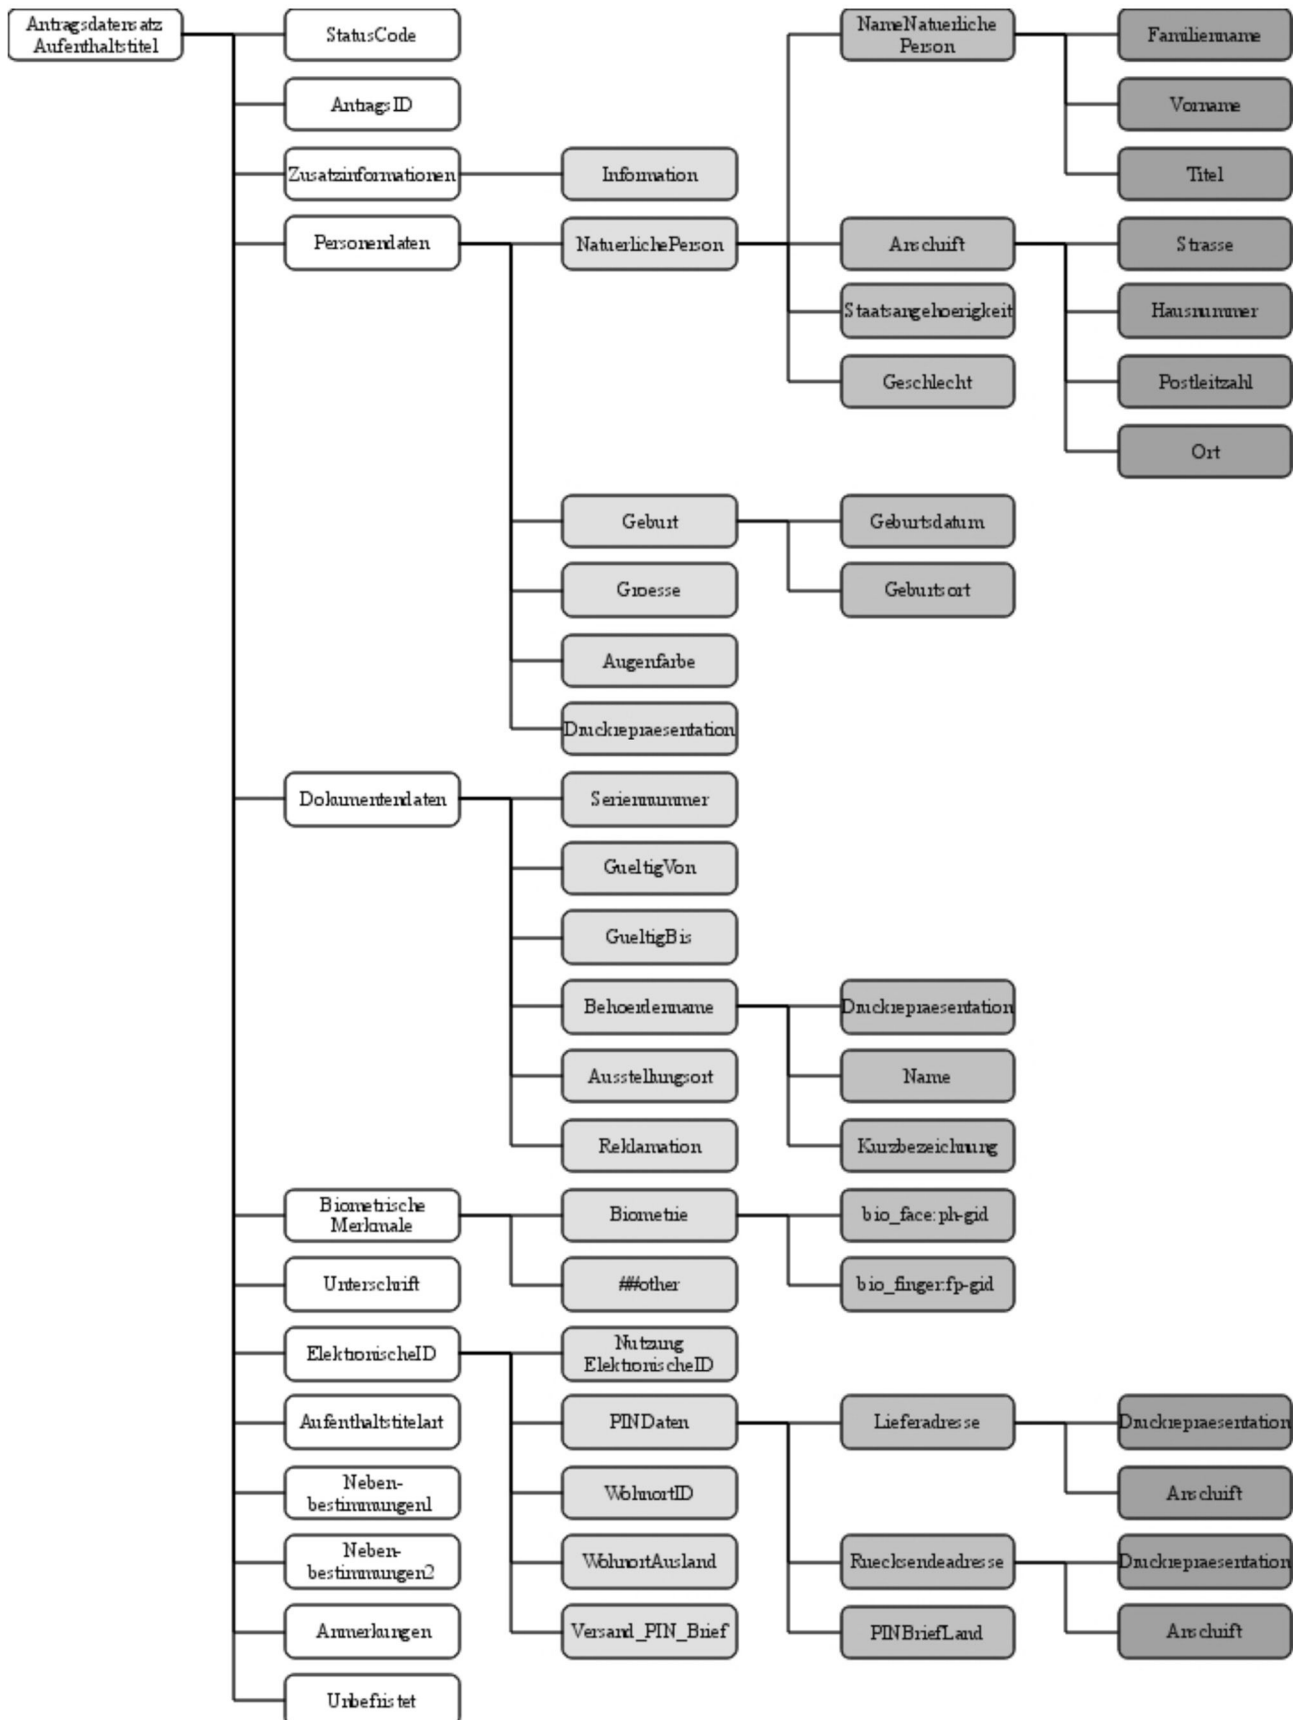 Antragsdatensatz
Aufenthaltstitel
StatusCode
NameNatuerliche
Person
Familienname
AntragsID
Vorname
Zusatzinformationen
Information
Titel
Personendaten
NatuerlichePerson
Anschrift
Strasse
Staatsangehoerigkeit
Hausnummer
Geschlecht
Postleitzahl
Ort
Geburt
Geburtsdatum
Groesse
Geburtsort
Augenfarbe
Druckrepraesentation
Dokumentendaten
Seriennummer
GueltigVon
GueltigBis
Behoerdenname
Druckrepraesentation
Ausstellungsort
Name
Reklamation
Kurzbezeichnung
Biometrische
Merkmale
Biometrie
bio_face:ph-gid
Unterschrift
##other
bio_finger:fp-gid
ElektronischeID
Nutzung
ElektronischeID
Aufenthaltstitelart
PINDaten
Lieferadresse
Druckrepraesentation
Neben-
bestimmungen1
WohnortID
Anschrift
Neben-
bestimmungen2
WohnortAusland
Ruecksendeadresse
Druckrepraesentation
Anmerkungen
Versand_PIN_Brief
PINBriefLand
Anschrift
Unbefristet